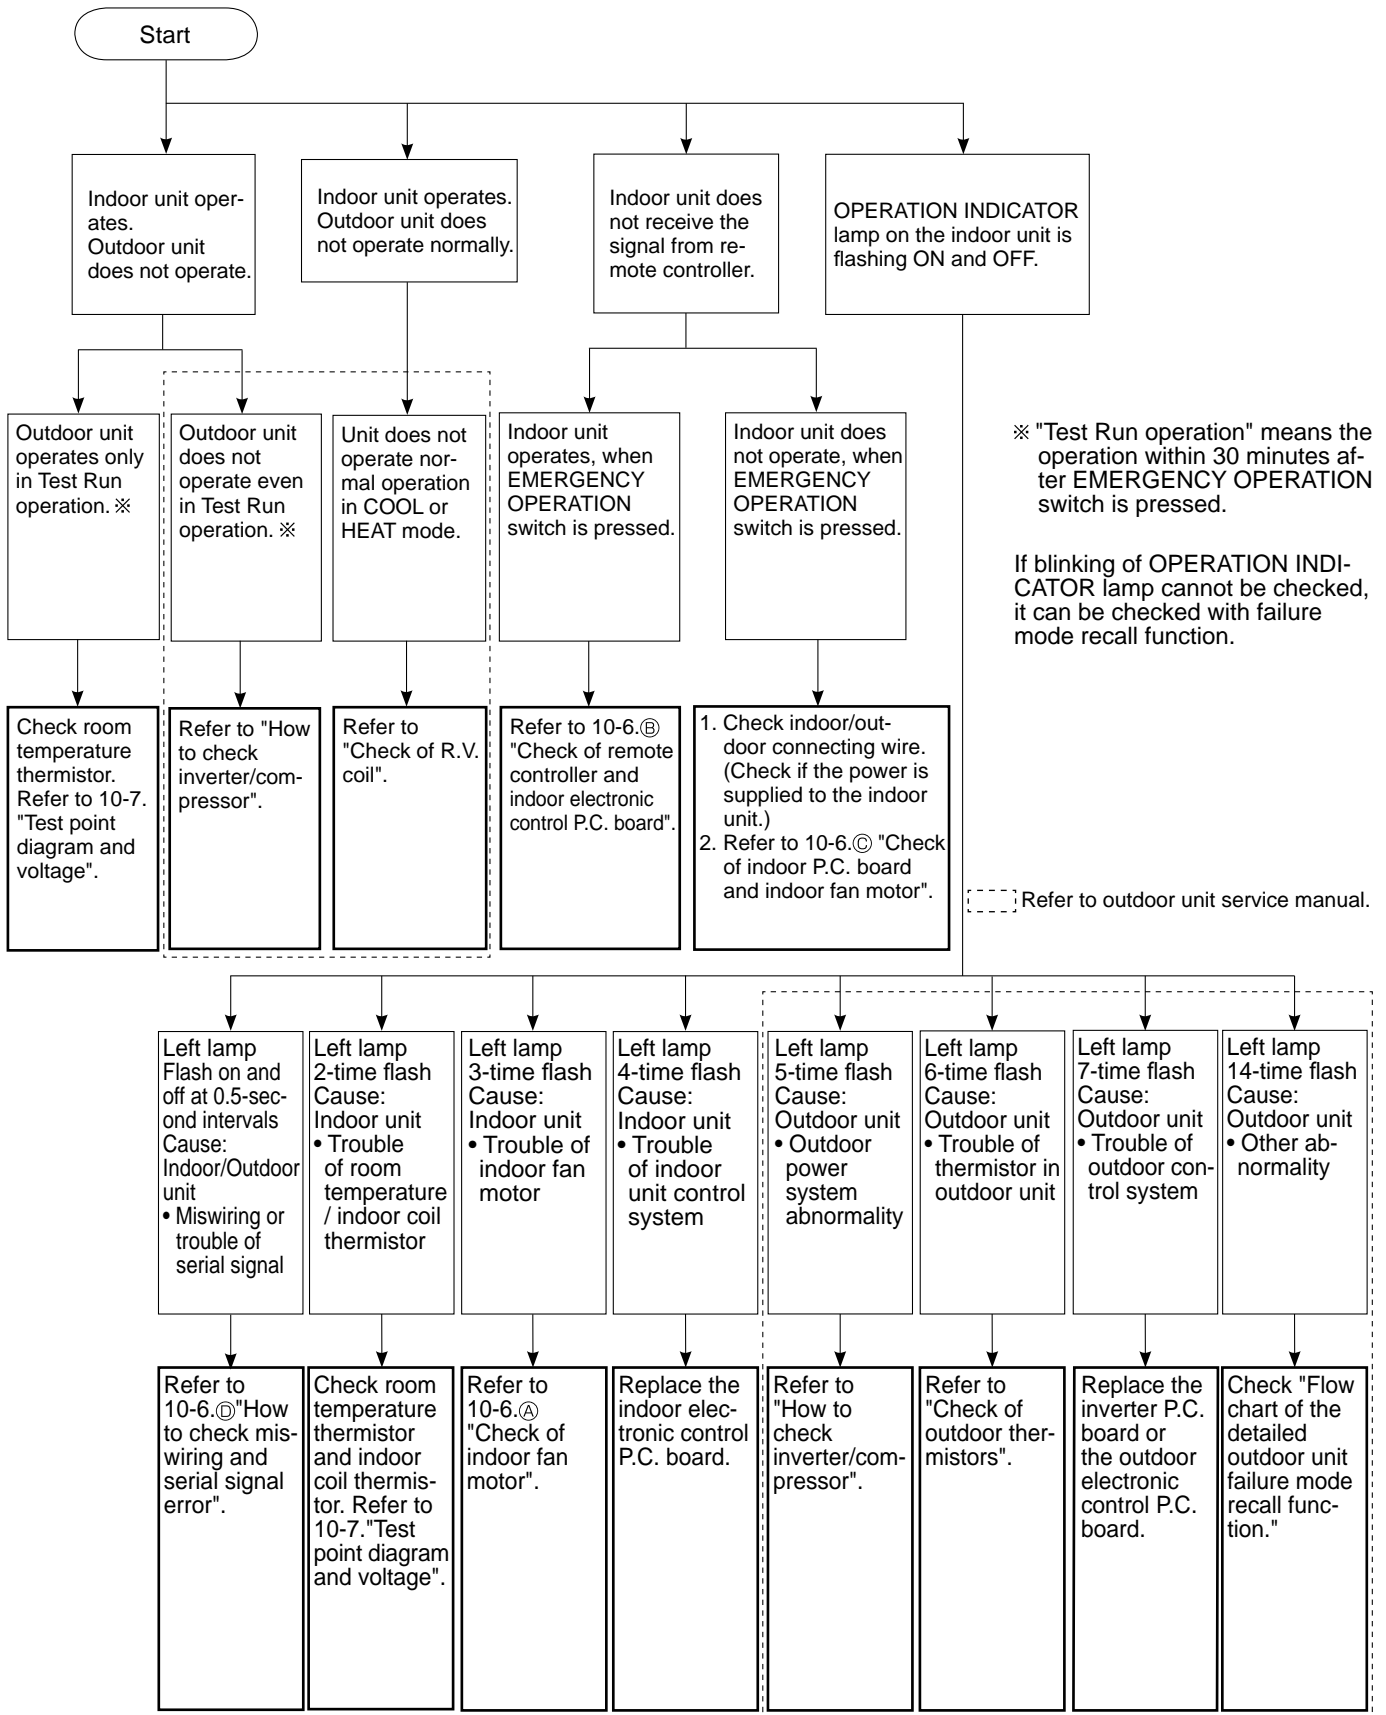 Start
Indoor unit oper-
ates.
Outdoor unit
does not operate.
Indoor unit operates.
Outdoor unit does
not operate normally.
Indoor unit does
not receive the
signal from re-
mote controller.
OPERATION INDICATOR
lamp on the indoor unit is
flashing ON and OFF.
Outdoor unit
operates only
in Test Run
operation. ※
Outdoor unit
does not
operate even
in Test Run
operation. ※
Unit does not
operate nor-
mal operation
in COOL or
HEAT mode.
Indoor unit
operates, when
EMERGENCY
OPERATION
switch is pressed.
Indoor unit does
not operate, when
EMERGENCY
OPERATION
switch is pressed.
※ "Test Run operation" means the
operation within 30 minutes af-
ter EMERGENCY OPERATION
switch is pressed.
If blinking of OPERATION INDI-
CATOR lamp cannot be checked,
it can be checked with failure
mode recall function.
Check room
temperature
thermistor.
Refer to 10-7.
"Test point
diagram and
voltage".
Refer to "How
to check
inverter/com-
pressor".
Refer to
"Check of R.V.
coil".
Refer to 10-6.Ⓑ
"Check of remote
controller and
indoor electronic
control P.C. board".
1. Check indoor/out-
door connecting wire.
(Check if the power is
supplied to the indoor
unit.)
2. Refer to 10-6.Ⓒ "Check
of indoor P.C. board
and indoor fan motor".
Refer to outdoor unit service manual.
Left lamp
Flash on and
off at 0.5-sec-
ond intervals
Cause:
Indoor/Outdoor
unit
• Miswiring or
trouble of
serial signal
Left lamp
2-time flash
Cause:
Indoor unit
• Trouble
of room
temperature
/ indoor coil
thermistor
Left lamp
3-time flash
Cause:
Indoor unit
• Trouble of
indoor fan
motor
Left lamp
4-time flash
Cause:
Indoor unit
• Trouble
of indoor
unit control
system
Left lamp
5-time flash
Cause:
Outdoor unit
• Outdoor
power
system
abnormality
Left lamp
6-time flash
Cause:
Outdoor unit
• Trouble of
thermistor in
outdoor unit
Left lamp
7-time flash
Cause:
Outdoor unit
• Trouble of
outdoor con-
trol system
Left lamp
14-time flash
Cause:
Outdoor unit
• Other ab-
normality
Refer to
10-6.Ⓓ"How
to check mis-
wiring and
serial signal
error".
Check room
temperature
thermistor
and indoor
coil thermis-
tor. Refer to
10-7."Test
point diagram
and voltage".
Refer to
10-6.Ⓐ
"Check of
indoor fan
motor".
Replace the
indoor elec-
tronic control
P.C. board.
Refer to
"How to
check
inverter/com-
pressor".
Refer to
"Check of
outdoor ther-
mistors".
Replace the
inverter P.C.
board or
the outdoor
electronic
control P.C.
board.
Check "Flow
chart of the
detailed
outdoor unit
failure mode
recall func-
tion."